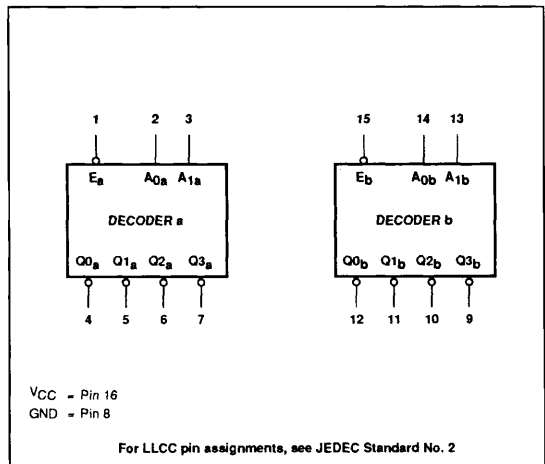 1 2 3 15 14 13
Ea A0a A1a Eb A0b A1b
DECODER a DECODER b
Q0a Q1a Q2a Q3a Q0b Q1b Q2b Q3b
4 5 6 7 12 11 10 9
VCC = Pin 16
GND = Pin 8
For LLCC pin assignments, see JEDEC Standard No. 2